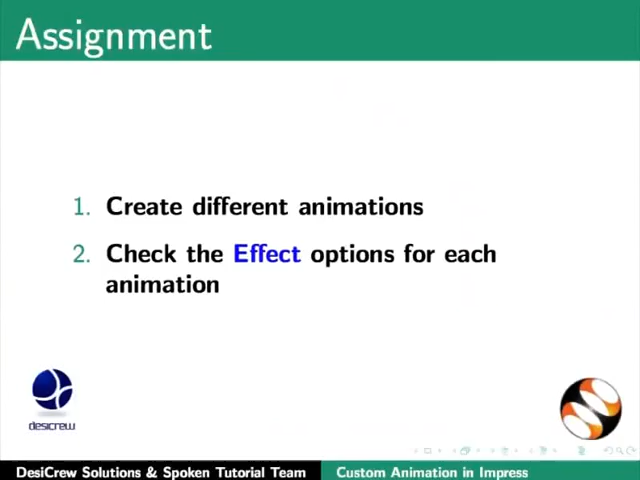 Assignment
1. Create different animations
2. Check the Effect options for each
animation
desicrew
DesiCrew Solutions & Spoken Tutorial Team Custom Animation in Impress